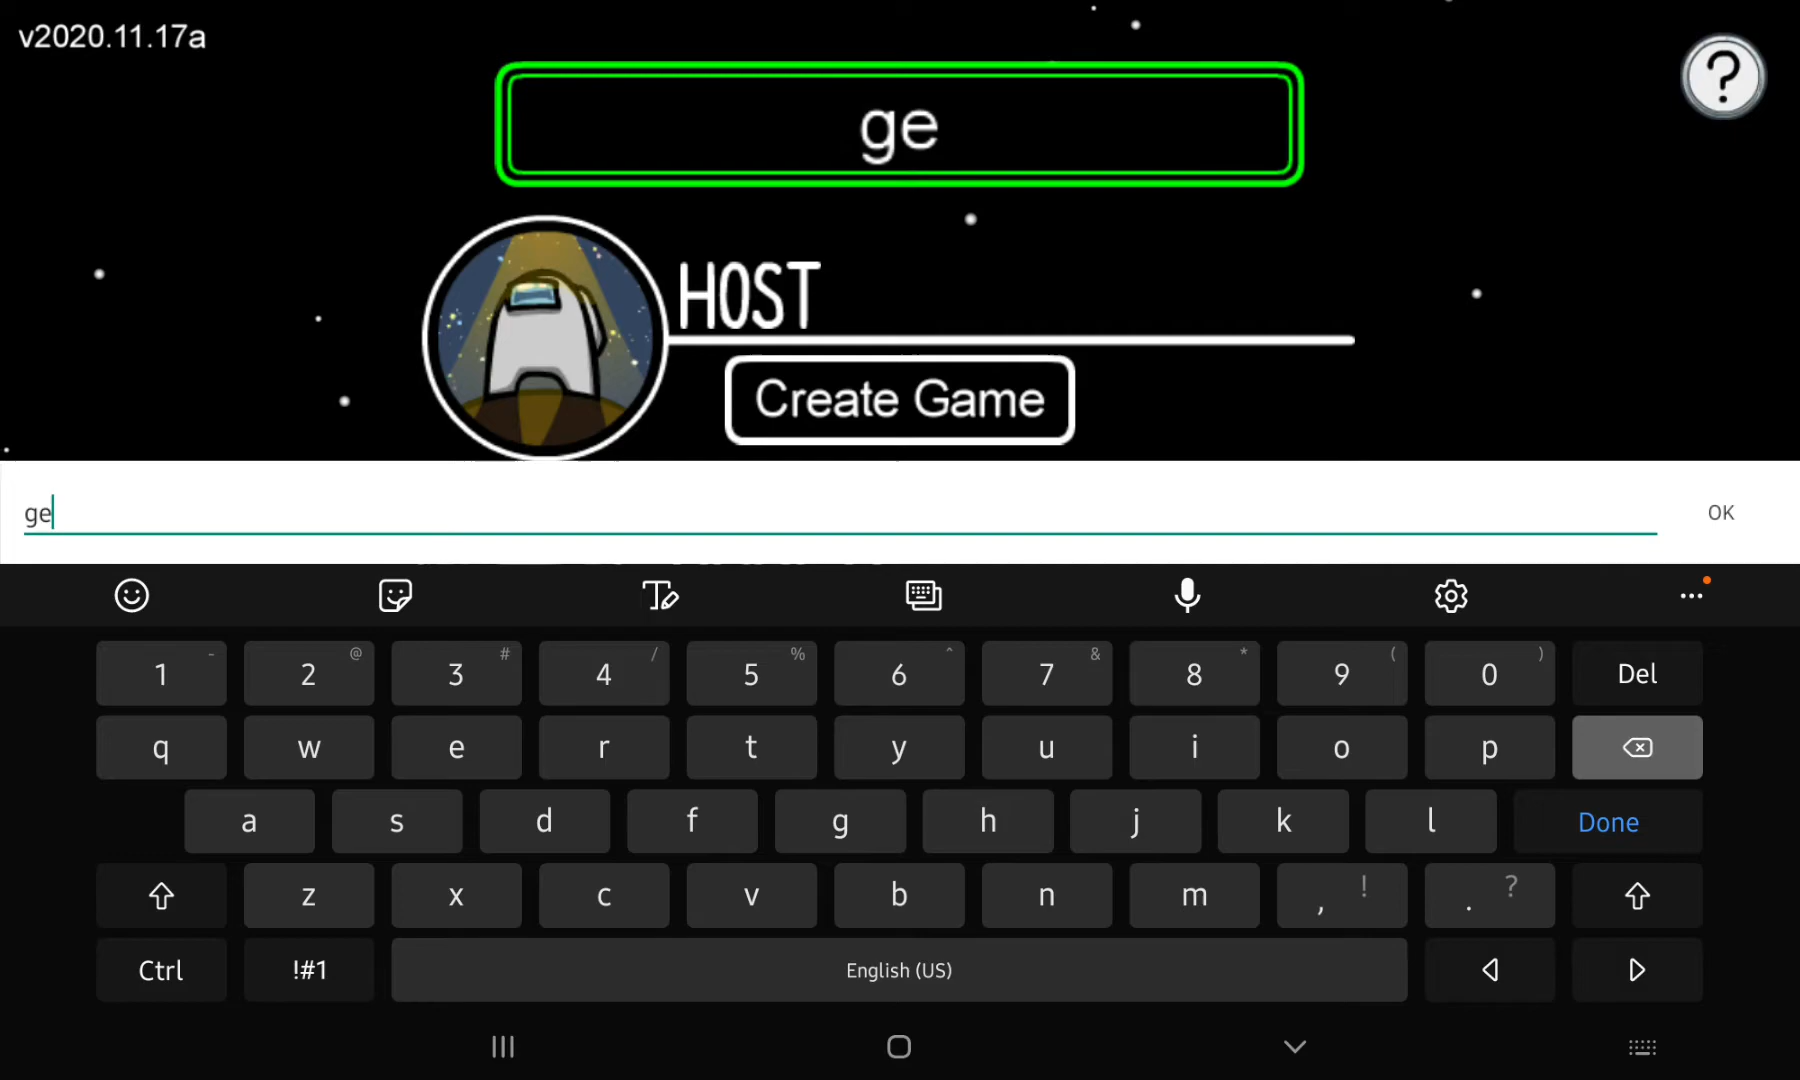 v2020.11.17a
?
ge
HOST
Create Game
ge
OK
1 - 2 @ 3 # 4 / 5 % 6 ^ 7 & 8 * 9 ( 0 ) Del
q w e r t y u i o p
a s d f g h j k l Done
z x c v b n m , ! . ?
Ctrl !#1 English (US)